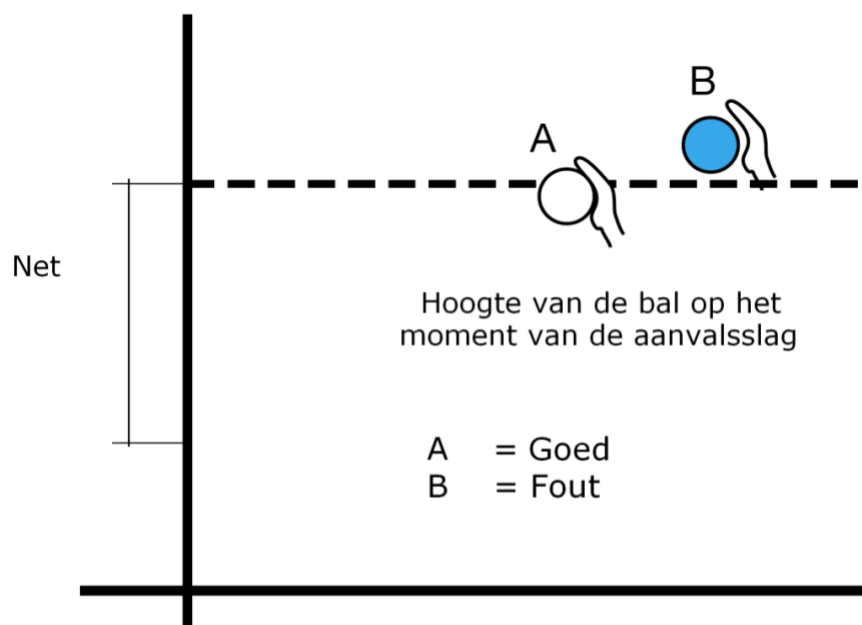 B
A
Net
Hoogte van de bal op het
moment van de aanvalsslag
A = Goed
B = Fout